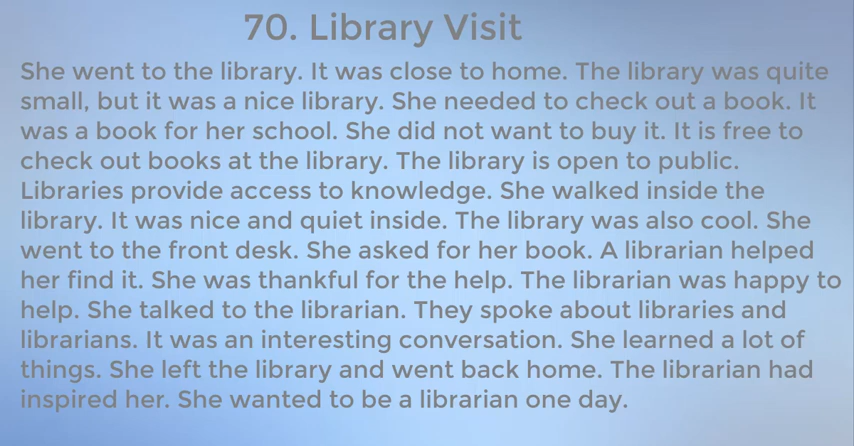 70. Library Visit
She went to the library. It was close to home. The library was quite
small, but it was a nice library. She needed to check out a book. It
was a book for her school. She did not want to buy it. It is free to
check out books at the library. The library is open to public.
Libraries provide access to knowledge. She walked inside the
library. It was nice and quiet inside. The library was also cool. She
went to the front desk. She asked for her book. A librarian helped
her find it. She was thankful for the help. The librarian was happy to
help. She talked to the librarian. They spoke about libraries and
librarians. It was an interesting conversation. She learned a lot of
things. She left the library and went back home. The librarian had
inspired her. She wanted to be a librarian one day.